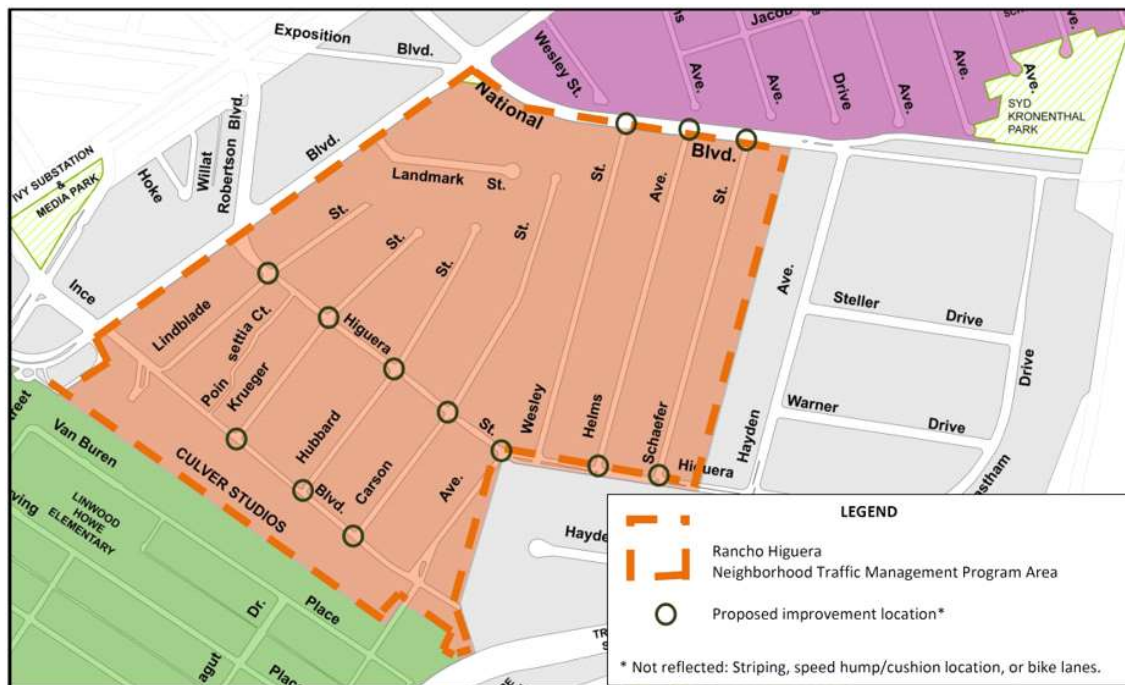 Exposition Blvd.
Wesley St.
Jacob
Ave.
Ave.
Drive
Ave.
Ave.
Ave.
Ave.
SYD
KRONENTHAL
PARK
National
Blvd.
IVY SUBSTATION
&
MEDIA PARK
Hoke
Willat
Robertson Blvd.
Blvd.
Landmark St.
St.
St.
St.
St.
St.
Ave.
St.
Ave.
Ince
Lindblade
Poin settia Ct.
Krueger
Higuera
St.
Hubbard
Blvd.
Carson
Ave.
Wesley
Helms
Schaefer
Higuera
Hayden
Steller Drive
Warner Drive
Drive
Van Buren
Place
CULVER STUDIOS
LINWOOD
HOWE
ELEMENTARY
Dr.
LEGEND
Rancho Higuera
Neighborhood Traffic Management Program Area
Proposed improvement location*
* Not reflected: Striping, speed hump/cushion location, or bike lanes.